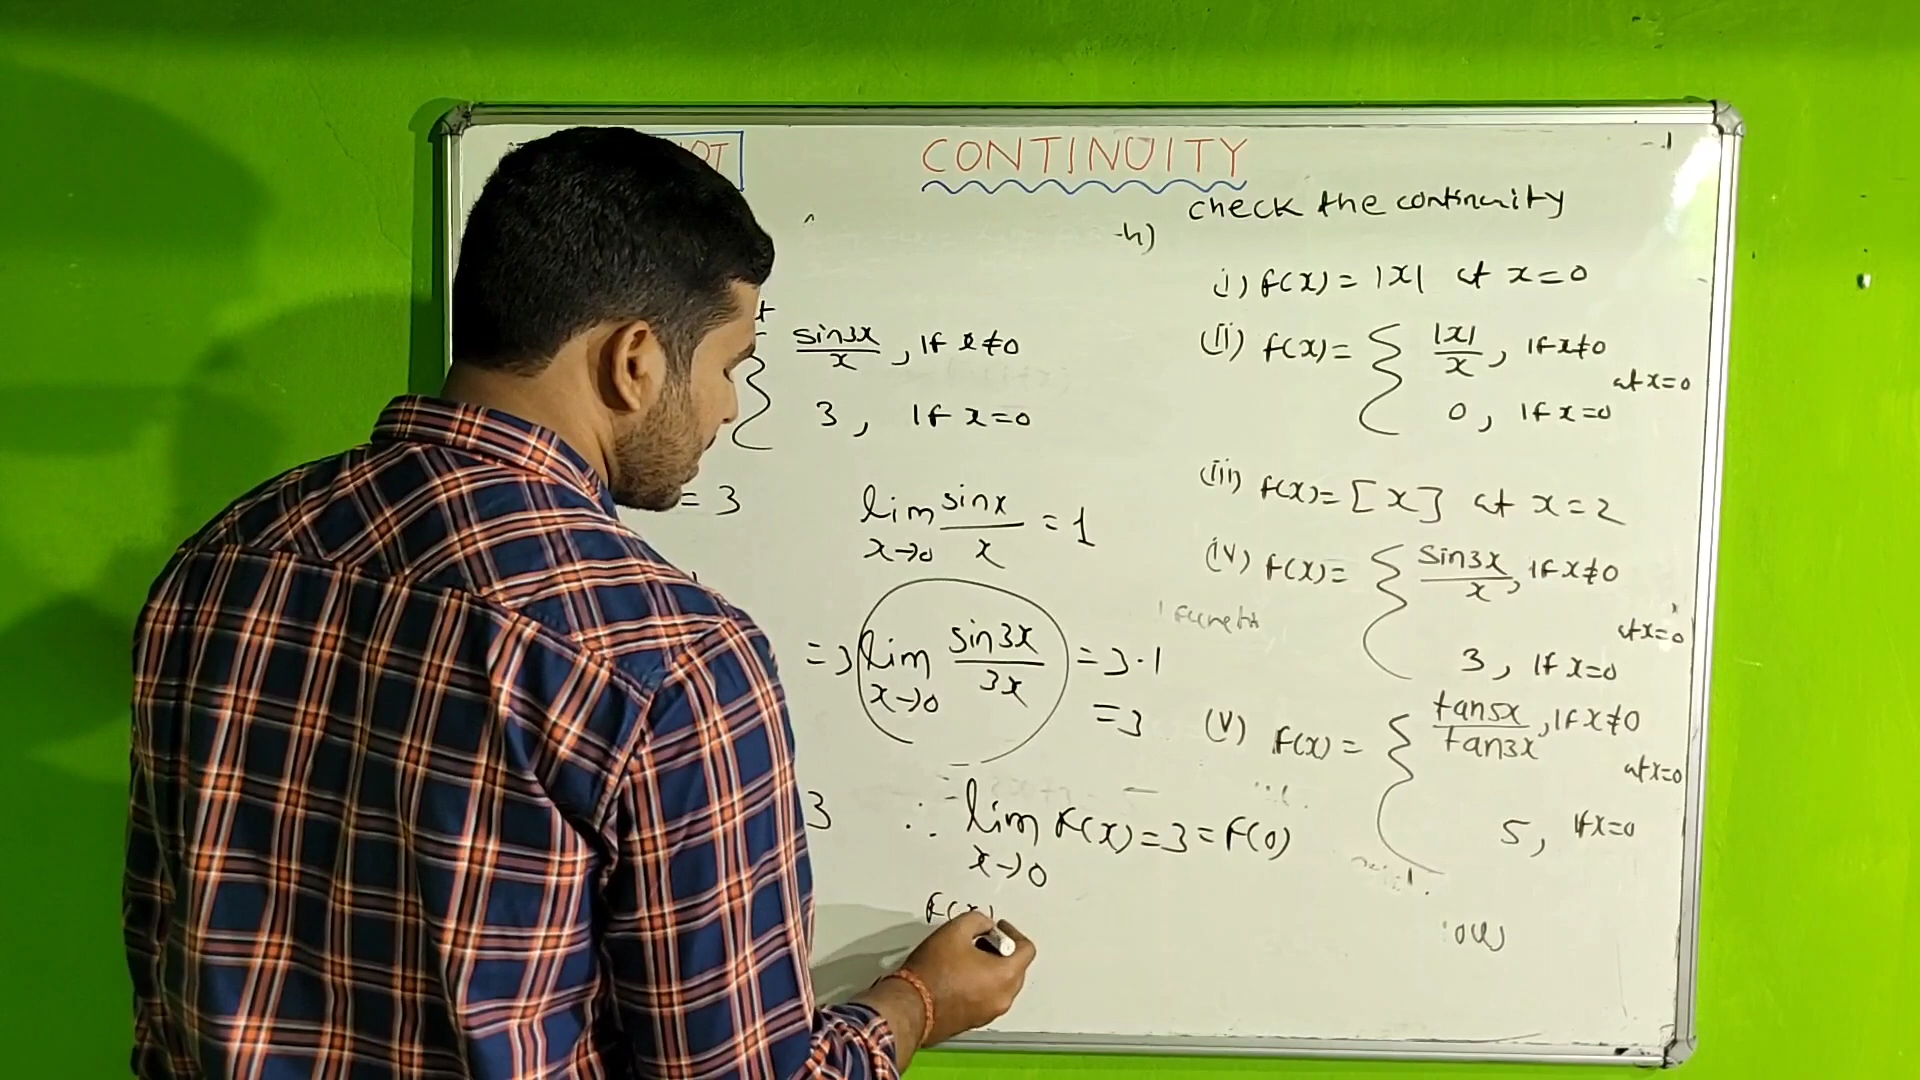 OT
CONTINUITY
check the continuity
sin3x/x , if x≠0
3 , if x=0
= 3
lim x→0 sinx/x = 1
=3 lim x→0 sin3x/3x = 3·1
= 3
3 ∴ lim x→0 f(x) = 3 = f(0)
f(x)
(i) f(x) = |x| at x=0
(ii) f(x) = { |x|/x , if x≠0
at x=0
0 , if x=0
(iii) f(x) = [x] at x=2
(iv) f(x) = { sin3x/x , if x≠0
at x=0
3 , if x=0
(v) f(x) = { tan5x/tan3x , if x≠0
at x=0
5 , if x=0